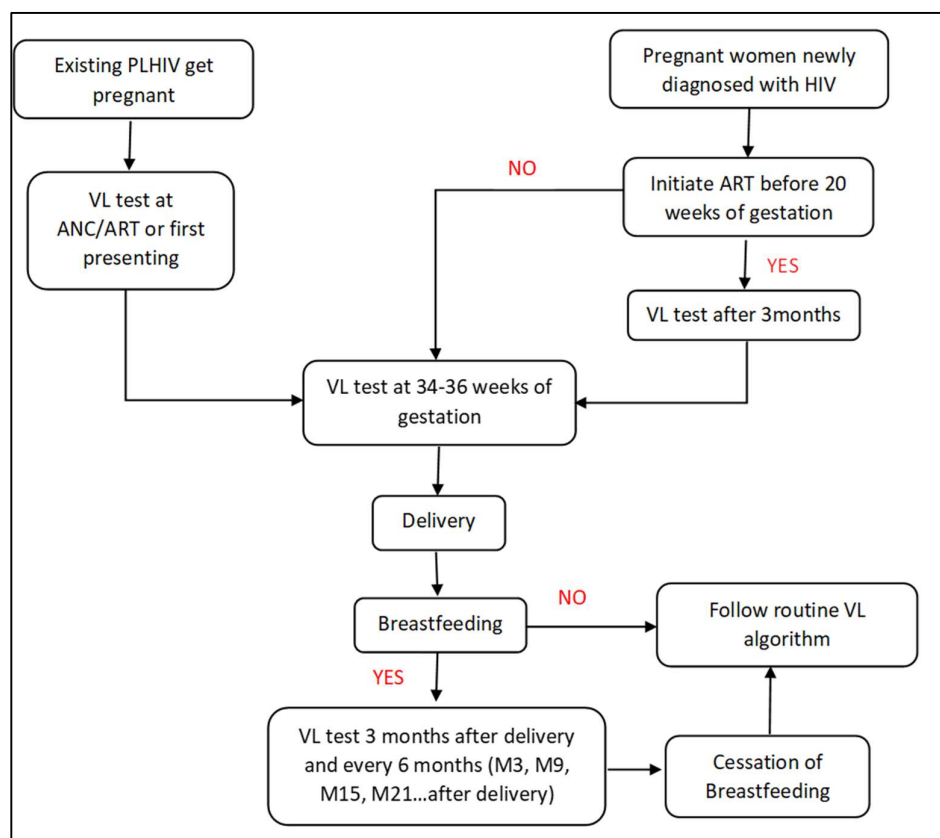 Existing PLHIV get
pregnant
Pregnant women newly
diagnosed with HIV
VL test at
ANC/ART or first
presenting
NO
Initiate ART before 20
weeks of gestation
YES
VL test after 3months
VL test at 34-36 weeks of
gestation
Delivery
Breastfeeding
NO
Follow routine VL
algorithm
YES
VL test 3 months after delivery
and every 6 months (M3, M9,
M15, M21...after delivery)
Cessation of
Breastfeeding